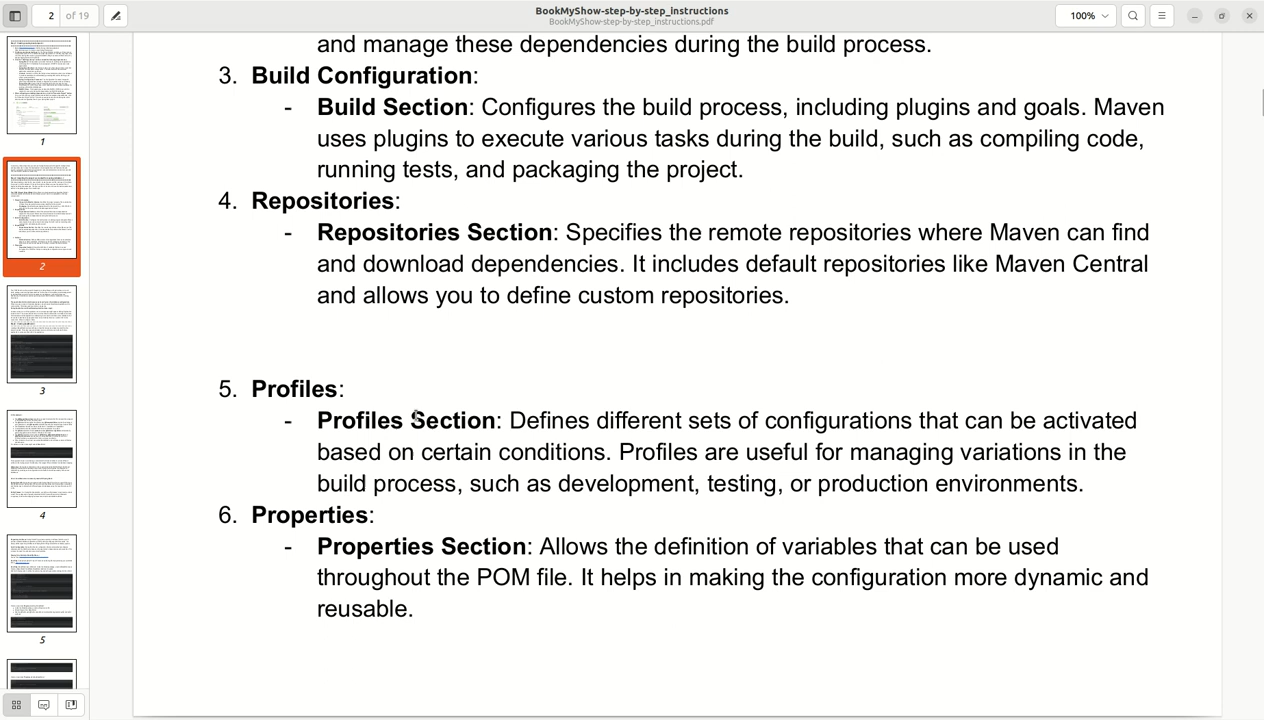 2 of 19
BookMyShow-step-by-step_instructions
BookMyShow-step-by-step_instructions.pdf
100%
1
2
3
4
5
and manage these dependencies during the build process.
3. Build Configuration:
- Build Section: Configures the build process, including plugins and goals. Maven
uses plugins to execute various tasks during the build, such as compiling code,
running tests, and packaging the project.
4. Repositories:
- Repositories Section: Specifies the remote repositories where Maven can find
and download dependencies. It includes default repositories like Maven Central
and allows you to define custom repositories.
5. Profiles:
- Profiles Section: Defines different sets of configurations that can be activated
based on certain conditions. Profiles are useful for managing variations in the
build process, such as development, testing, or production environments.
6. Properties:
- Properties Section: Allows the definition of variables that can be used
throughout the POM file. It helps in making the configuration more dynamic and
reusable.